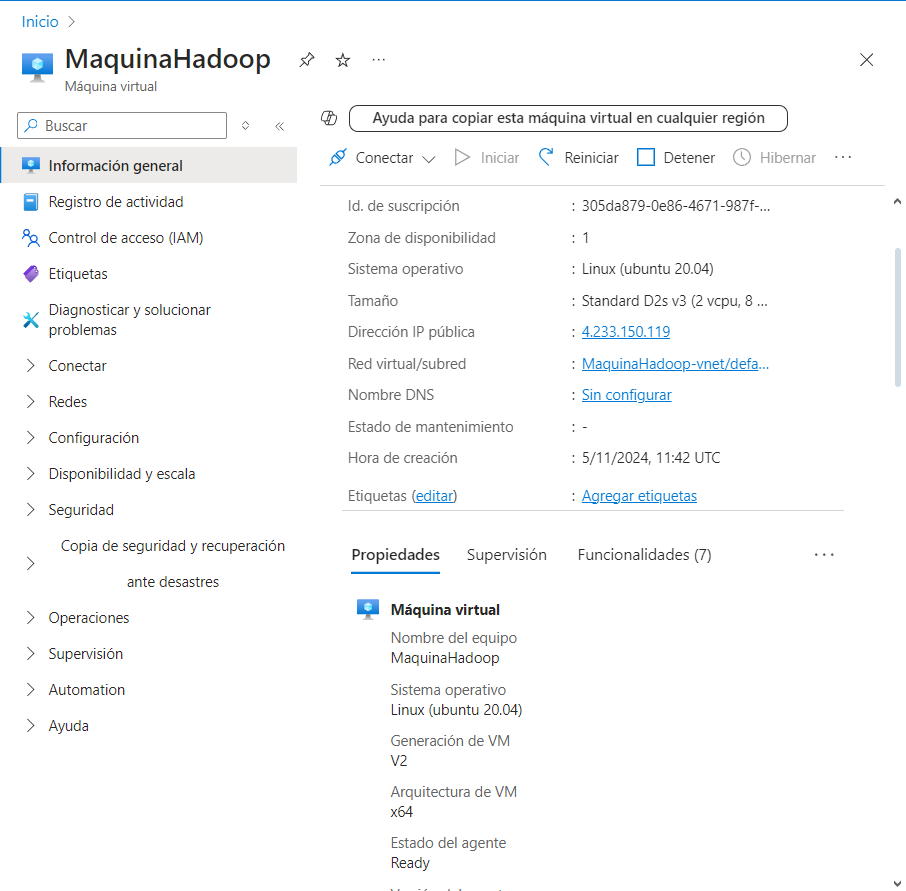 Inicio
MaquinaHadoop
Máquina virtual
Buscar
Información general
Registro de actividad
Control de acceso (IAM)
Etiquetas
Diagnosticar y solucionar
problemas
Conectar
Redes
Configuración
Disponibilidad y escala
Seguridad
Copia de seguridad y recuperación
ante desastres
Operaciones
Supervisión
Automation
Ayuda
Ayuda para copiar esta máquina virtual en cualquier región
Conectar Iniciar Reiniciar Detener Hibernar ...
Id. de suscripción : 305da879-0e86-4671-987f-...
Zona de disponibilidad : 1
Sistema operativo : Linux (ubuntu 20.04)
Tamaño : Standard D2s v3 (2 vcpu, 8 ...
Dirección IP pública : 4.233.150.119
Red virtual/subred : MaquinaHadoop-vnet/defa...
Nombre DNS : Sin configurar
Estado de mantenimiento : -
Hora de creación : 5/11/2024, 11:42 UTC
Etiquetas (editar) : Agregar etiquetas
Propiedades Supervisión Funcionalidades (7) ...
Máquina virtual
Nombre del equipo
MaquinaHadoop
Sistema operativo
Linux (ubuntu 20.04)
Generación de VM
V2
Arquitectura de VM
x64
Estado del agente
Ready